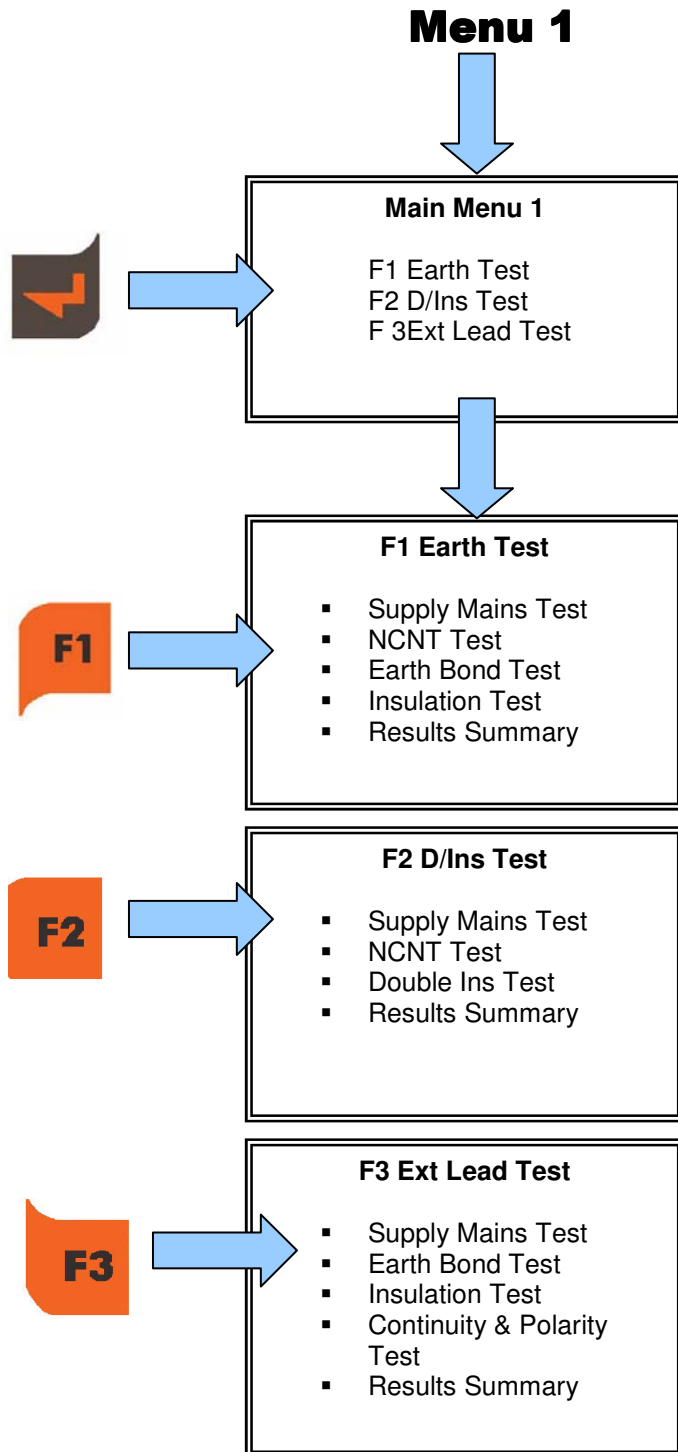 Menu 1
Main Menu 1
F1 Earth Test
F2 D/Ins Test
F 3Ext Lead Test
F1 Earth Test
F1
▪ Supply Mains Test
▪ NCNT Test
▪ Earth Bond Test
▪ Insulation Test
▪ Results Summary
F2 D/Ins Test
F2
▪ Supply Mains Test
▪ NCNT Test
▪ Double Ins Test
▪ Results Summary
F3 Ext Lead Test
F3
▪ Supply Mains Test
▪ Earth Bond Test
▪ Insulation Test
▪ Continuity & Polarity
Test
▪ Results Summary